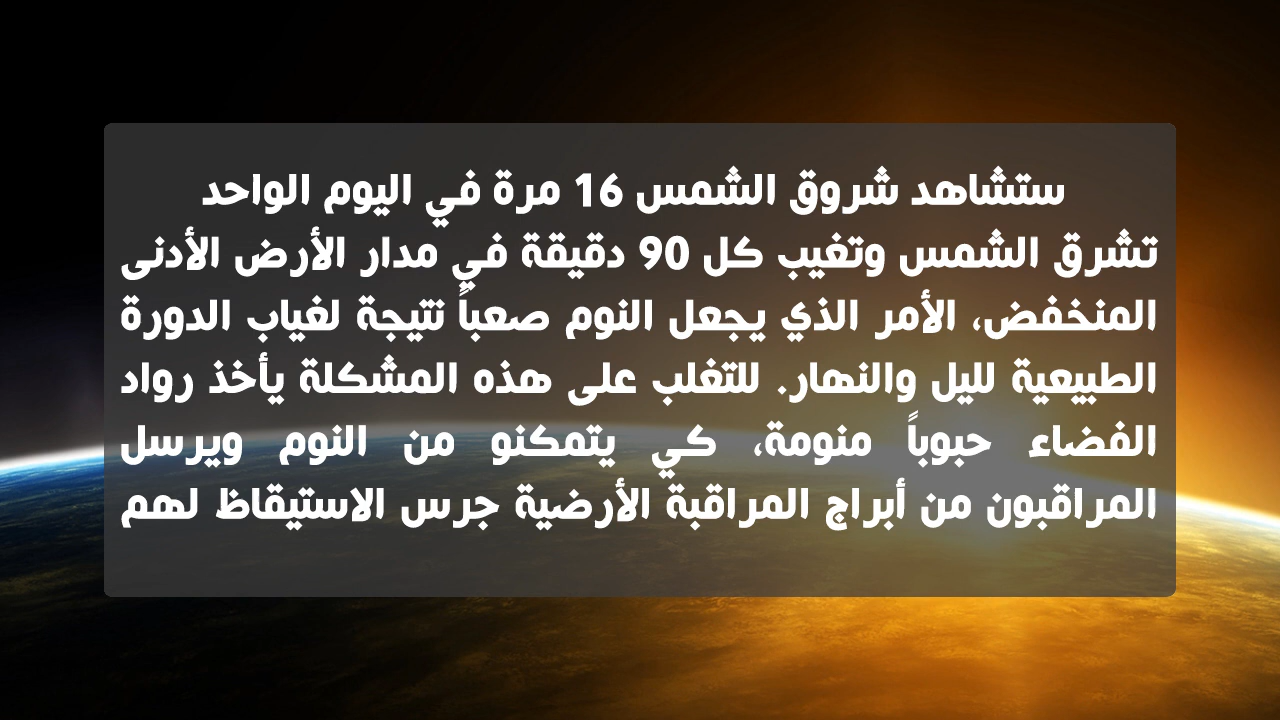 ستشاهد شروق الشمس 16 مرة في اليوم الواحد
تشرق الشمس وتغيب كل 90 دقيقة في مدار الأرض الأدنى
المنخفض، الأمر الذي يجعل النوم صعباً نتيجة لغياب الدورة
الطبيعية لليل والنهار. للتغلب على هذه المشكلة يأخذ رواد
الفضاء حبوباً منومة، كي يتمكنو من النوم ويرسل
المراقبون من أبراج المراقبة الأرضية جرس الاستيقاظ لهم